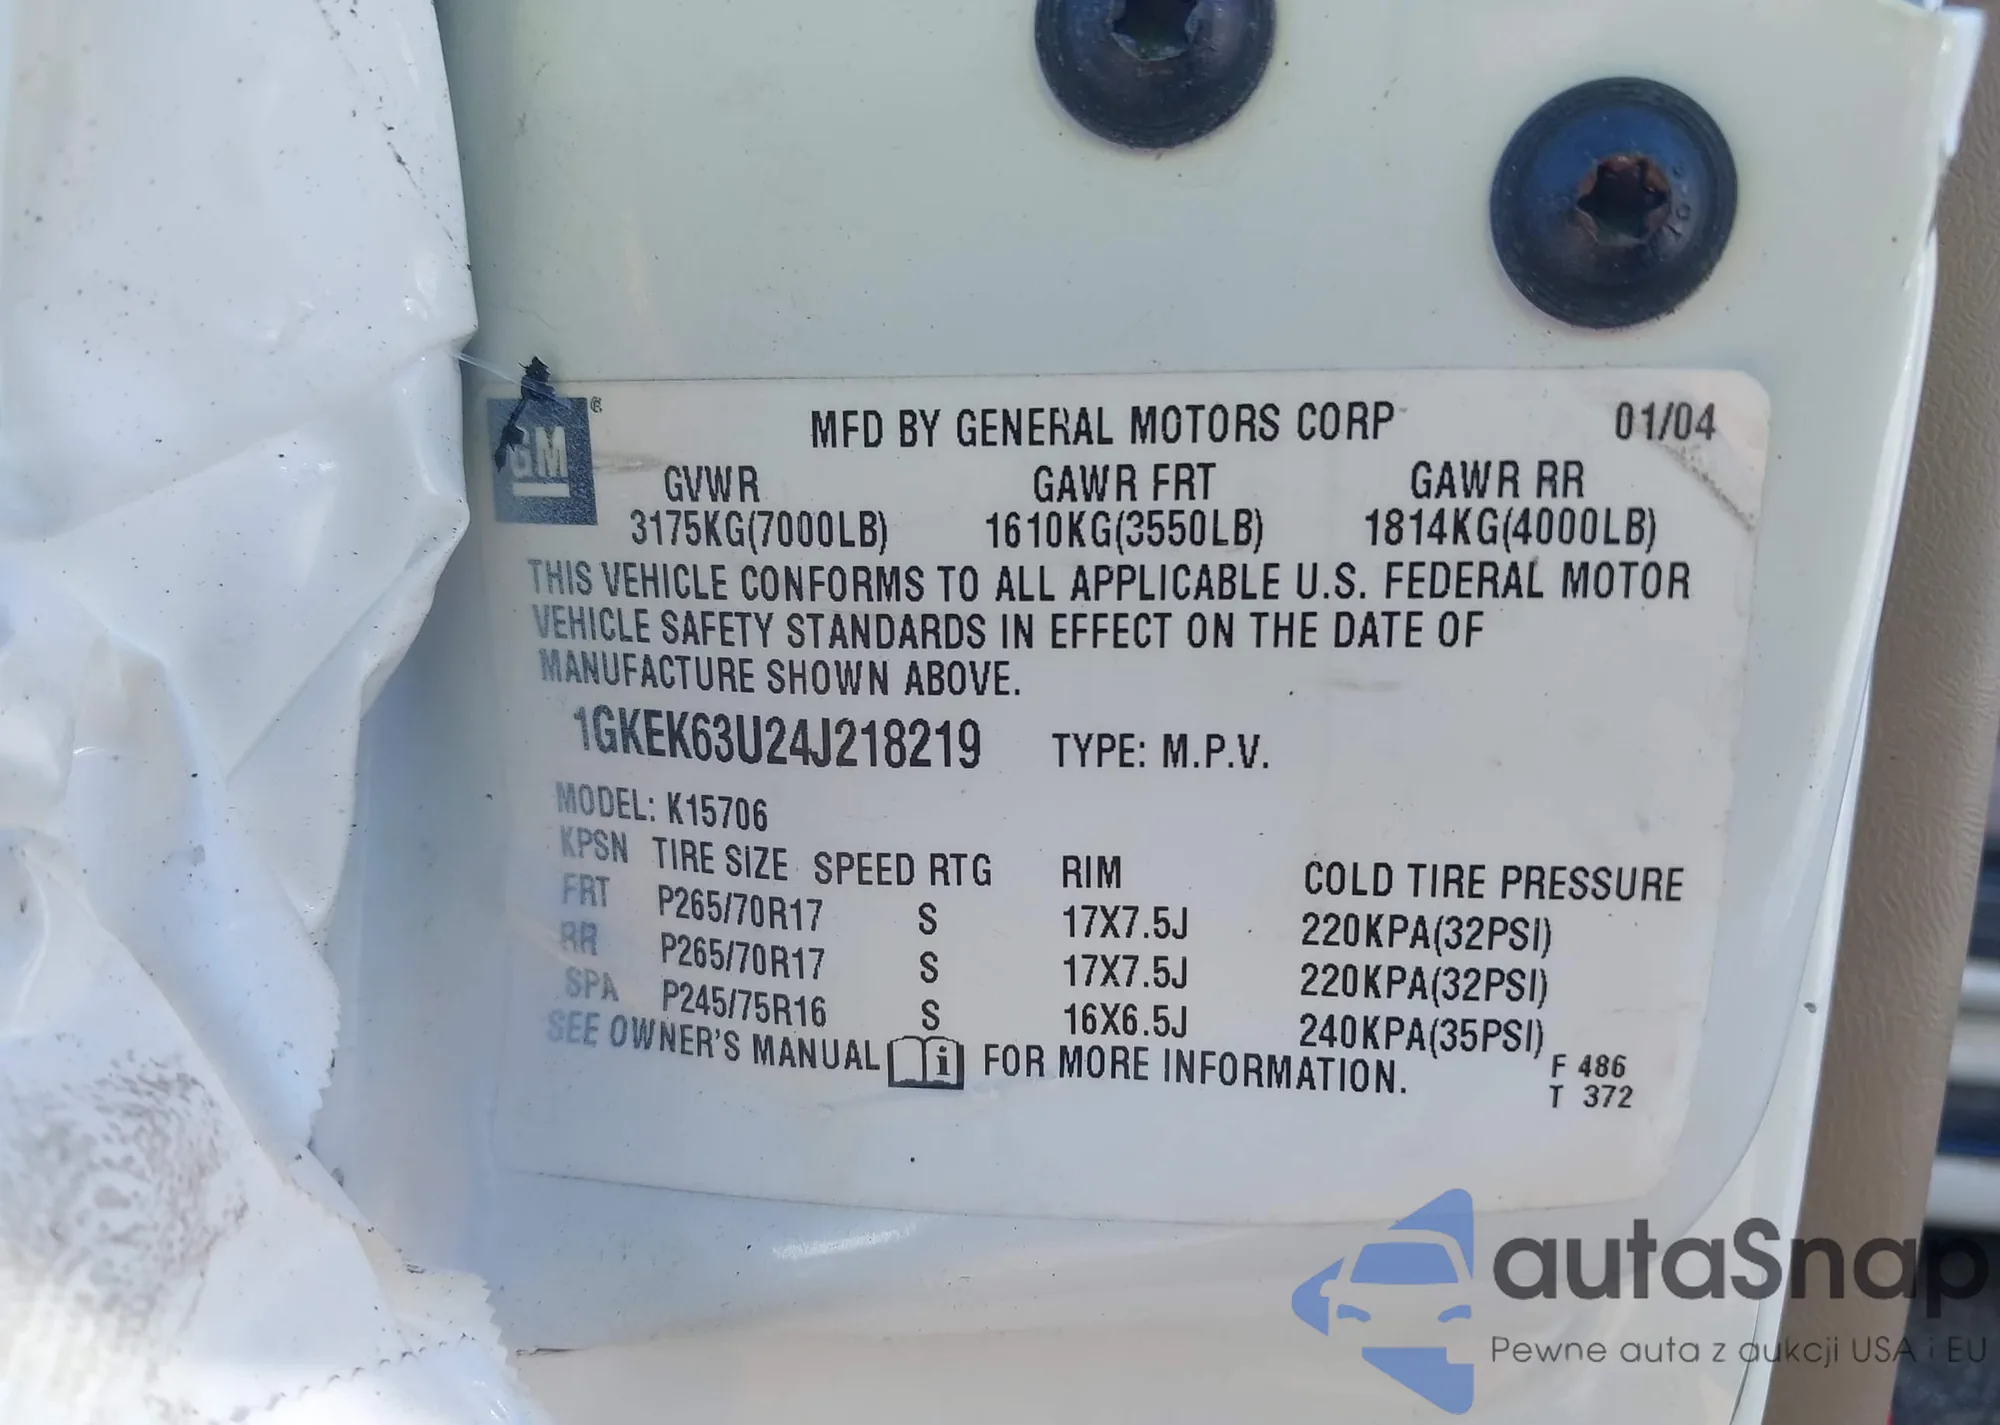 GM
MFD BY GENERAL MOTORS CORP 01/04
GVWR GAWR FRT GAWR RR
3175KG(7000LB) 1610KG(3550LB) 1814KG(4000LB)
THIS VEHICLE CONFORMS TO ALL APPLICABLE U.S. FEDERAL MOTOR
VEHICLE SAFETY STANDARDS IN EFFECT ON THE DATE OF
MANUFACTURE SHOWN ABOVE.
1GKEK63U24J218219 TYPE: M.P.V.
MODEL: K15706
KPSN TIRE SIZE SPEED RTG RIM COLD TIRE PRESSURE
FRT P265/70R17 S 17X7.5J 220KPA(32PSI)
RR P265/70R17 S 17X7.5J 220KPA(32PSI)
SPA P245/75R16 S 16X6.5J 240KPA(35PSI)
SEE OWNER'S MANUAL i FOR MORE INFORMATION.
F 486
T 372
autaSnap
Pewne auta z aukcji USA i EU